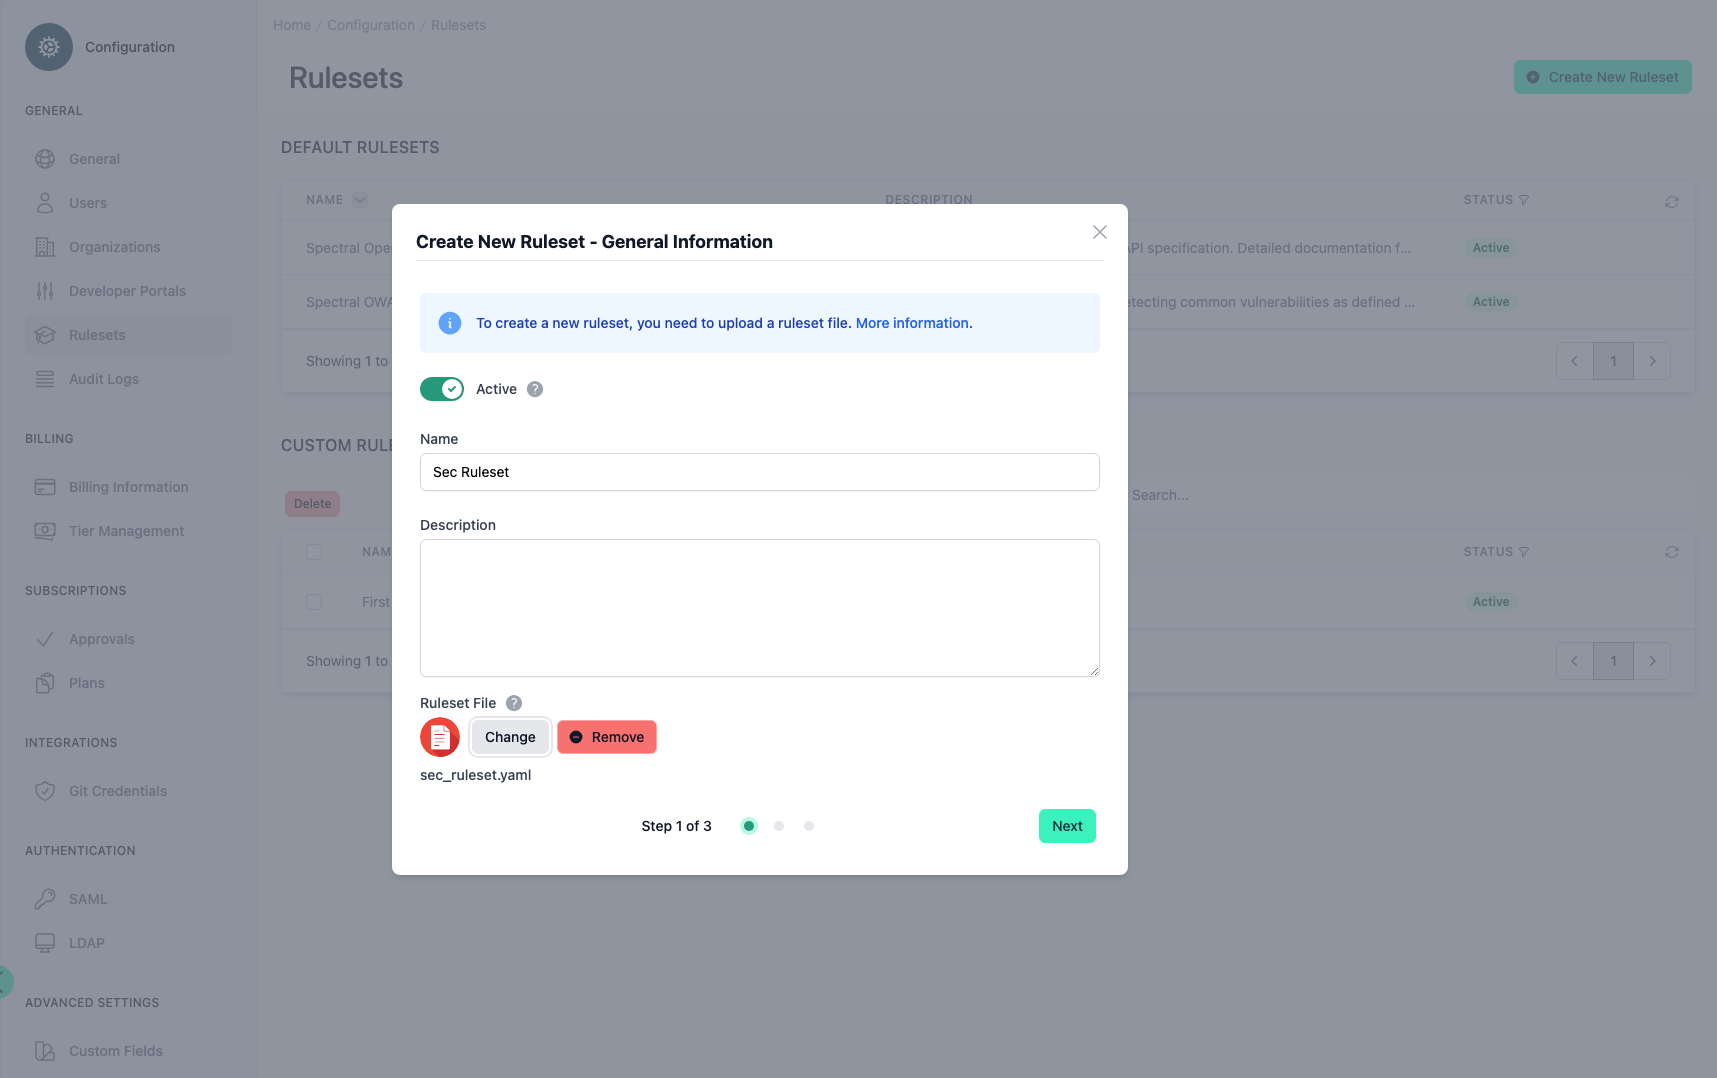 Configuration
GENERAL
General
Users
Organizations
Developer Portals
Rulesets
Audit Logs
BILLING
Billing Information
Tier Management
SUBSCRIPTIONS
Approvals
Plans
INTEGRATIONS
Git Credentials
AUTHENTICATION
SAML
LDAP
ADVANCED SETTINGS
Custom Fields
Home / Configuration / Rulesets
Rulesets
Create New Ruleset
DEFAULT RULESETS
NAME DESCRIPTION STATUS
Spectral Ope API specification. Detailed documentation f... Active
Spectral OWA etecting common vulnerabilities as defined ... Active
Showing 1 to
1
CUSTOM RULE
Delete Search...
NAM STATUS
First Active
Showing 1 to
1
Create New Ruleset - General Information
To create a new ruleset, you need to upload a ruleset file. More information.
Active
Name
Sec Ruleset
Description
Ruleset File
Change Remove
sec_ruleset.yaml
Step 1 of 3
Next